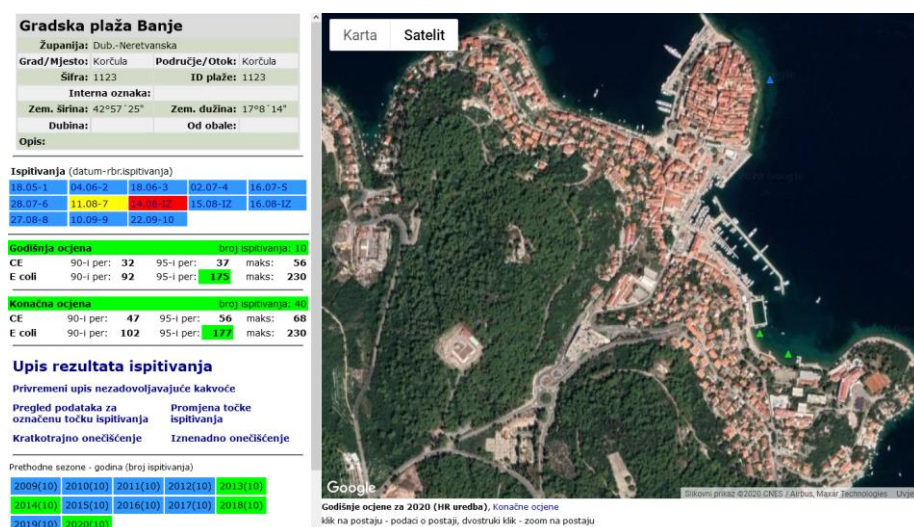 Gradska plaža Banje
Županija: Dub.-Neretvanska
Grad/Mjesto: Korčula Područje/Otok: Korčula
Šifra: 1123 ID plaže: 1123
Interna oznaka:
Zem. širina: 42°57´25" Zem. dužina: 17°8´14"
Dubina: Od obale:
Opis:
Ispitivanja (datum-rbr.ispitivanja)
18.05-1 04.06-2 18.06-3 02.07-4 16.07-5
28.07-6 11.08-7 14.08-IZ 15.08-IZ 16.08-IZ
27.08-8 10.09-9 22.09-10
Godišnja ocjena broj ispitivanja: 10
CE 90-i per: 32 95-i per: 37 maks: 56
E coli 90-i per: 92 95-i per: 175 maks: 230
Konačna ocjena broj ispitivanja: 40
CE 90-i per: 47 95-i per: 56 maks: 68
E coli 90-i per: 102 95-i per: 177 maks: 230
Upis rezultata ispitivanja
Privremeni upis nezadovoljavajuće kakvoće
Pregled podataka za označenu točku ispitivanja
Promjena točke ispitivanja
Kratkotrajno onečišćenje Iznenadno onečišćenje
Prethodne sezone - godina (broj ispitivanja)
2009(10) 2010(10) 2011(10) 2012(10) 2013(10)
2014(10) 2015(10) 2016(10) 2017(10) 2018(10)
2019(10) 2020(10)
Karta Satelit
Google
Slikovni prikaz ©2020 CNES / Airbus, Maxar Technologies Uvje
Godišnje ocjene za 2020 (HR uredba), Konačne ocjene
klik na postaju - podaci o postaji, dvostruki klik - zoom na postaju